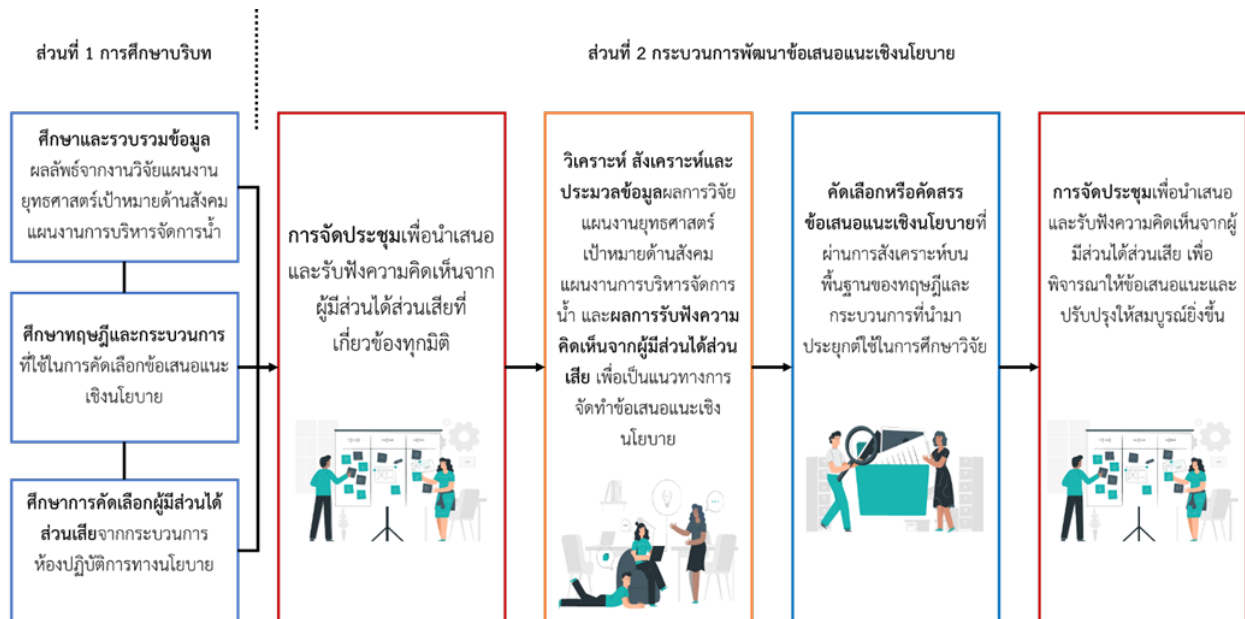 ส่วนที่ 1 การศึกษาบริบท
ส่วนที่ 2 กระบวนการพัฒนาข้อเสนอแนะเชิงนโยบาย
ศึกษาและรวบรวมข้อมูล
ผลลัพธ์จากงานวิจัยแผนงาน
ยุทธศาสตร์เป้าหมายด้านสังคม
แผนงานการบริหารจัดการน้ำ
ศึกษาทฤษฎีและกระบวนการ
ที่ใช้ในการคัดเลือกข้อเสนอแนะ
เชิงนโยบาย
ศึกษาการคัดเลือกผู้มีส่วนได้
ส่วนเสียจากกระบวนการ
ห้องปฏิบัติการทางนโยบาย
การจัดประชุมเพื่อนำเสนอ
และรับฟังความคิดเห็นจาก
ผู้มีส่วนได้ส่วนเสียที่
เกี่ยวข้องทุกมิติ
วิเคราะห์ สังเคราะห์และ
ประมวลข้อมูลผลการวิจัย
แผนงานยุทธศาสตร์
เป้าหมายด้านสังคม
แผนงานการบริหารจัดการ
น้ำ และผลการรับฟังความ
คิดเห็นจากผู้มีส่วนได้ส่วน
เสีย เพื่อเป็นแนวทางการ
จัดทำข้อเสนอแนะเชิง
นโยบาย
คัดเลือกหรือคัดสรร
ข้อเสนอแนะเชิงนโยบายที่
ผ่านการสังเคราะห์บน
พื้นฐานของทฤษฎีและ
กระบวนการที่นำมา
ประยุกต์ใช้ในการศึกษาวิจัย
การจัดประชุมเพื่อนำเสนอ
และรับฟังความคิดเห็นจากผู้
มีส่วนได้ส่วนเสีย เพื่อ
พิจารณาให้ข้อเสนอแนะและ
ปรับปรุงให้สมบูรณ์ยิ่งขึ้น